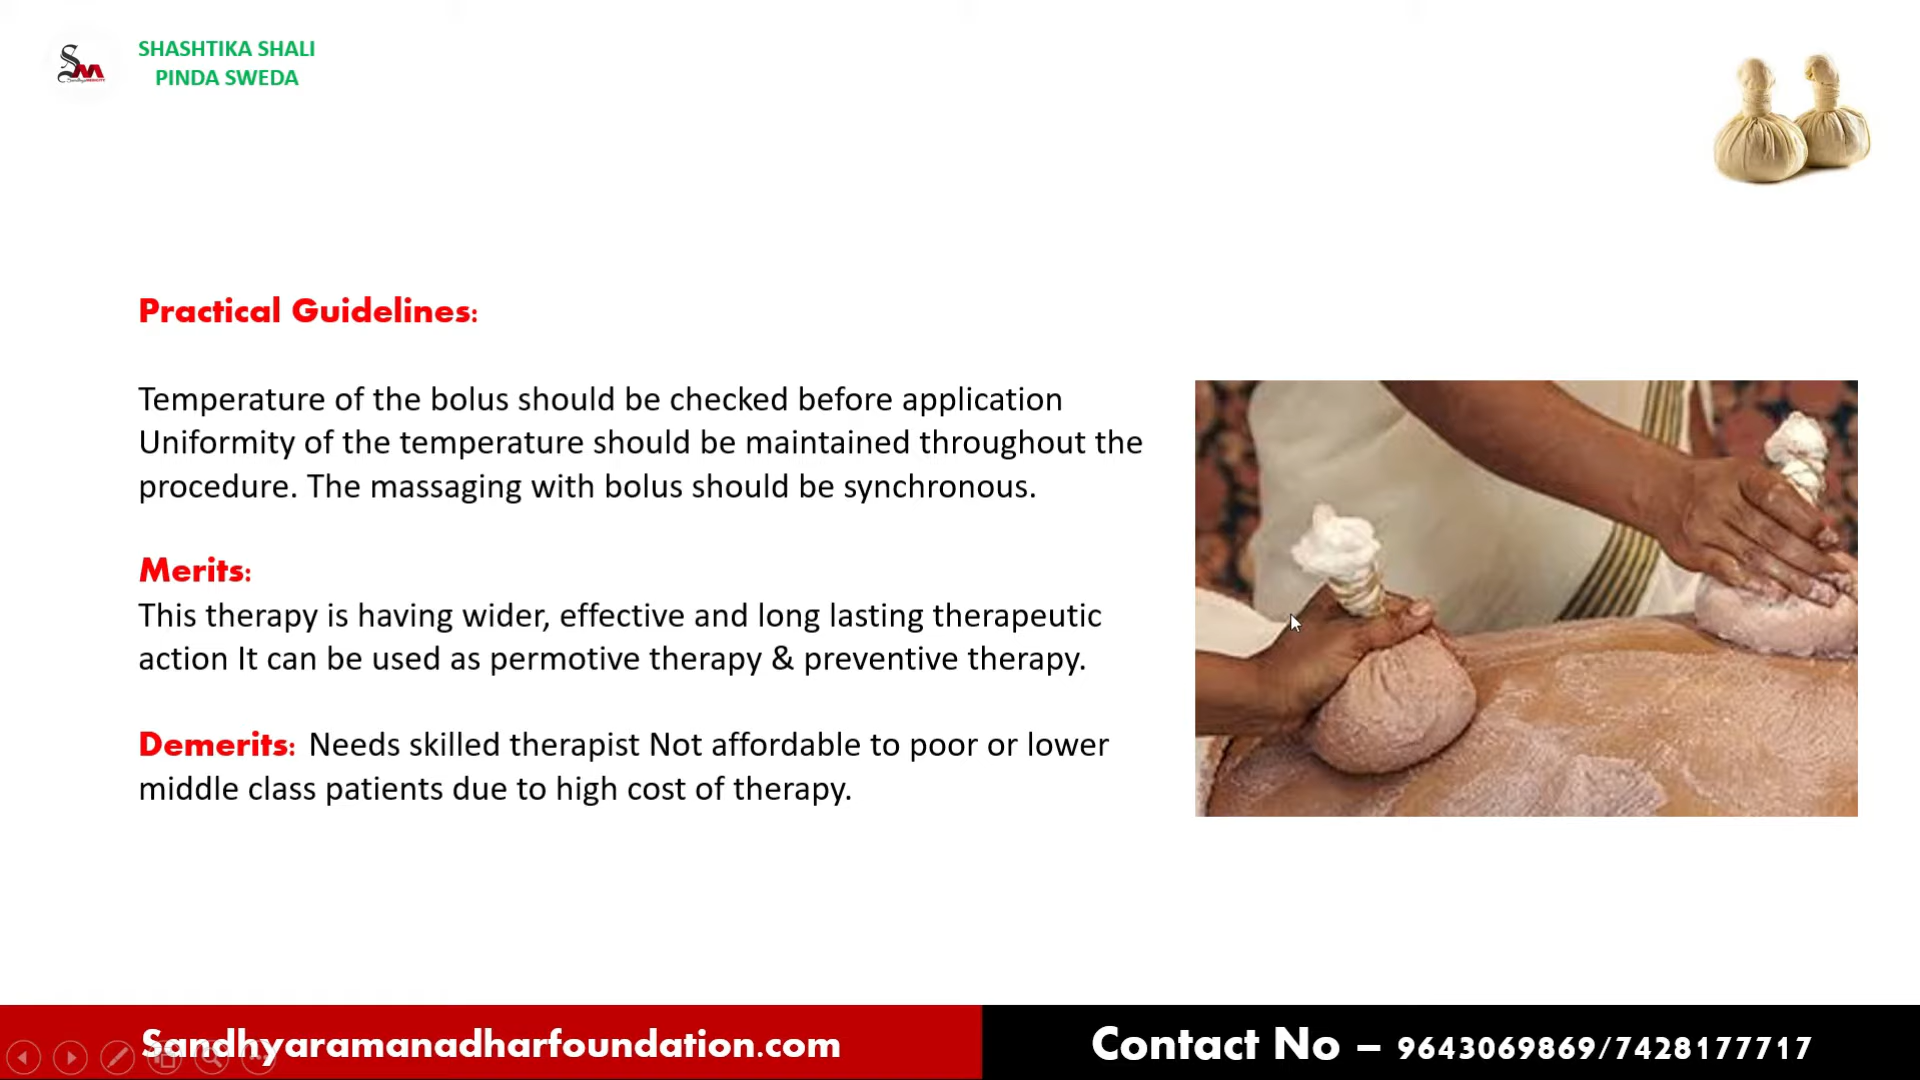 SHASHTIKA SHALI
PINDA SWEDA
Practical Guidelines:
Temperature of the bolus should be checked before application
Uniformity of the temperature should be maintained throughout the
procedure. The massaging with bolus should be synchronous.
Merits:
This therapy is having wider, effective and long lasting therapeutic
action It can be used as permotive therapy & preventive therapy.
Demerits: Needs skilled therapist Not affordable to poor or lower
middle class patients due to high cost of therapy.
Sandhyaramanadharfoundation.com
Contact No – 9643069869/7428177717